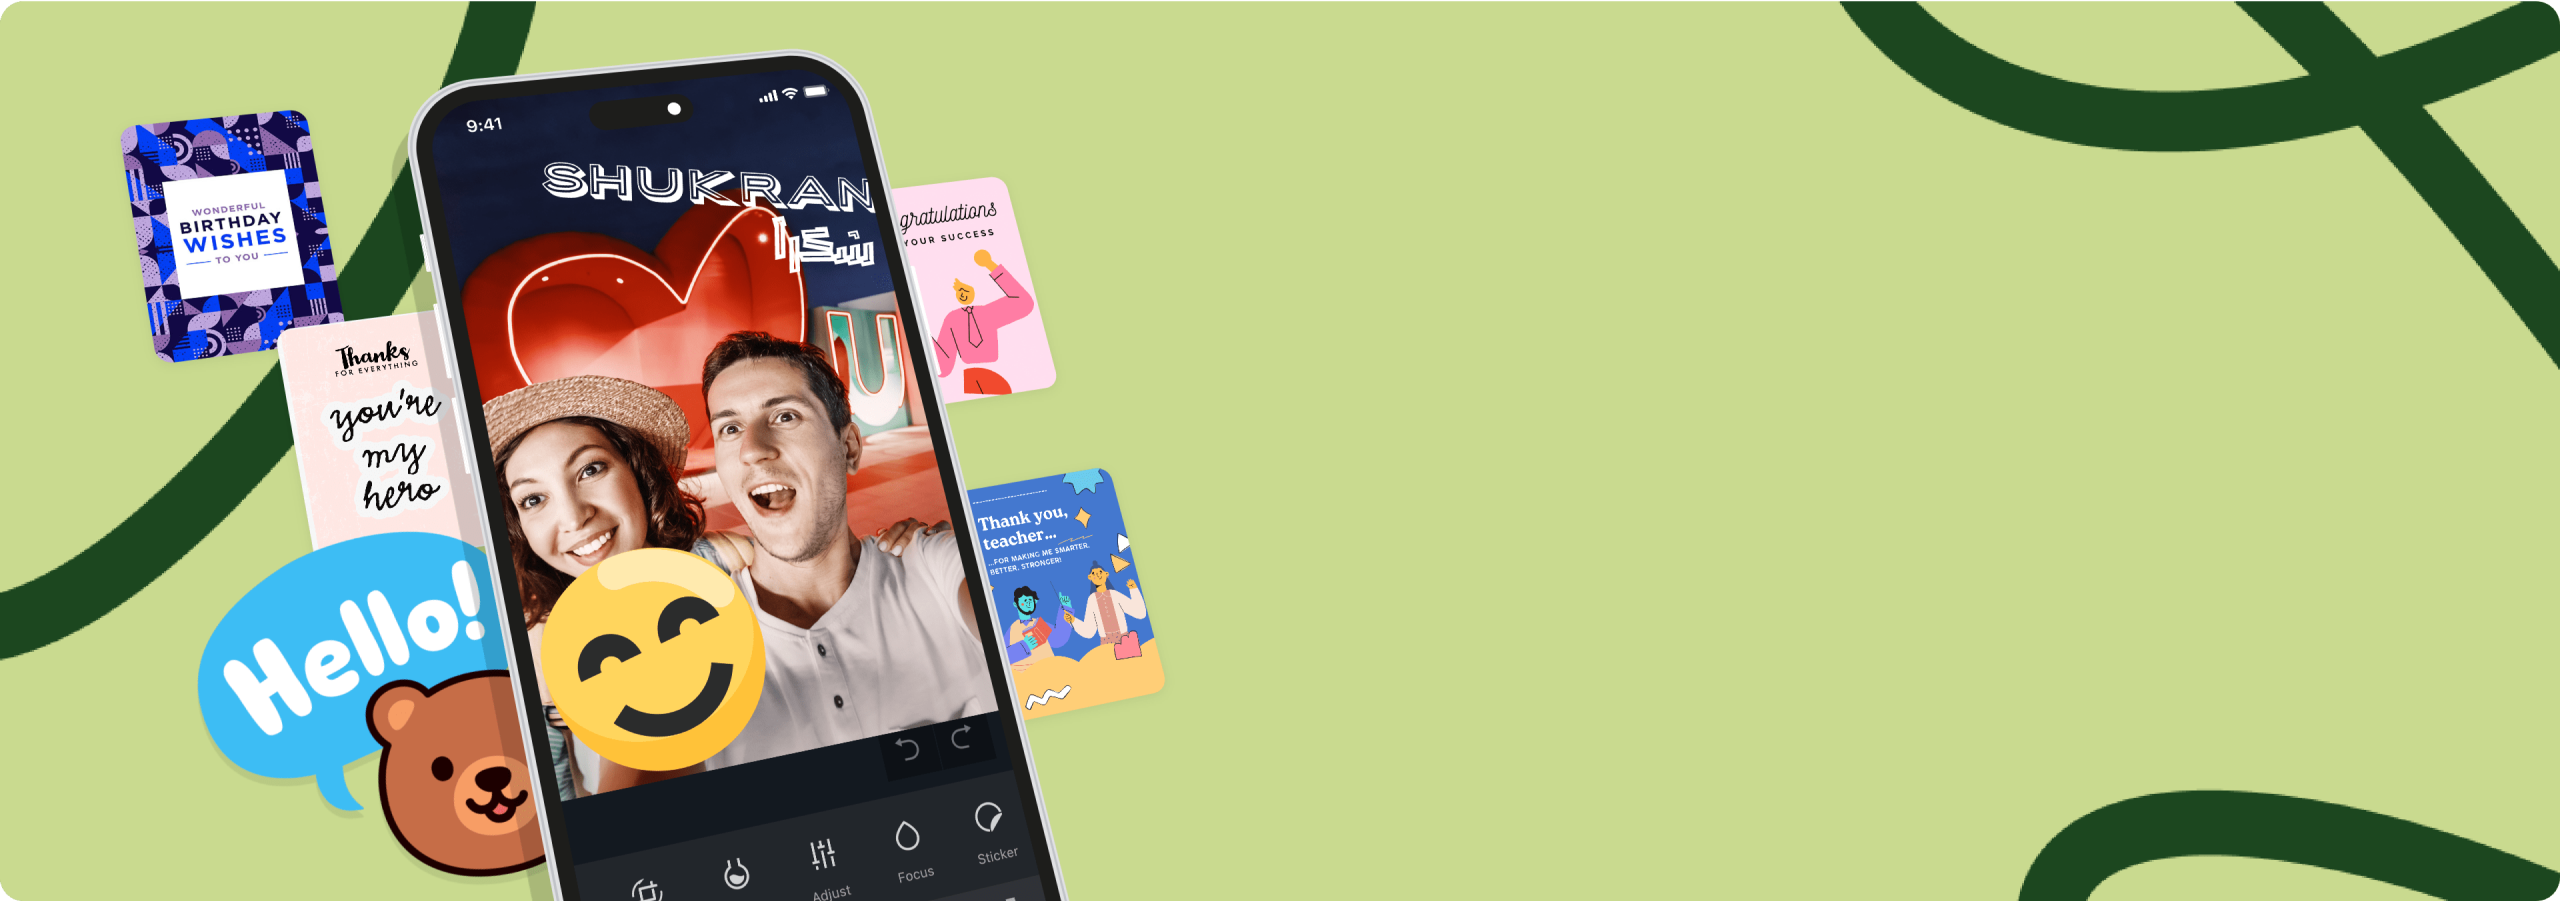 9:41
SHUKRAN
شكراً
U
WONDERFUL
BIRTHDAY
WISHES
TO YOU
Thanks
FOR EVERYTHING
you're
my
hero
Hello!
gratulations
YOUR SUCCESS
Thank you,
teacher...
...FOR MAKING ME SMARTER,
BETTER, STRONGER!
Adjust
Focus
Sticker